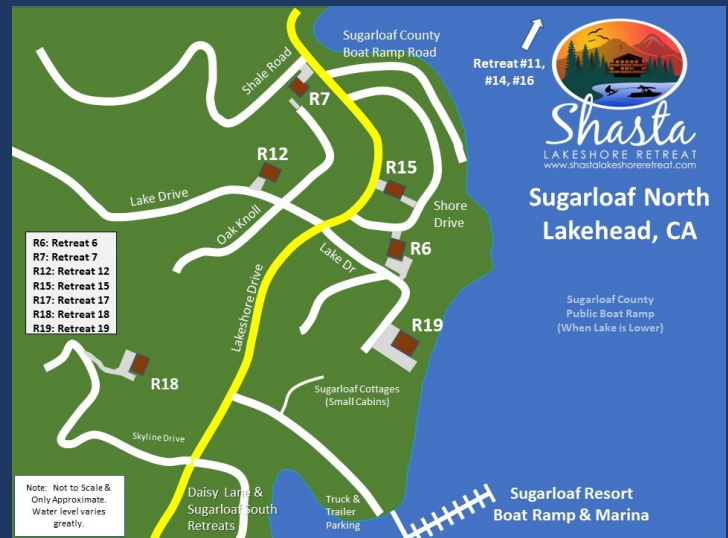 Sugarloaf County
Boat Ramp Road
Retreat #11,
#14, #16
Shasta
LAKESHORE RETREAT
www.shastalakeshoreretreat.com
Sugarloaf North
Lakehead, CA
Shale Road
R7
R12
R15
Lake Drive
Oak Knoll
Shore
Drive
Lake Dr
R6
R6: Retreat 6
R7: Retreat 7
R12: Retreat 12
R15: Retreat 15
R17: Retreat 17
R18: Retreat 18
R19: Retreat 19
Lakeshore Drive
Sugarloaf County
Public Boat Ramp
(When Lake is Lower)
R19
R18
Sugarloaf Cottages
(Small Cabins)
Skyline Drive
Note: Not to Scale &
Only Approximate.
Water level varies
greatly.
Daisy Lane &
Sugarloaf South
Retreats
Truck &
Trailer
Parking
Sugarloaf Resort
Boat Ramp & Marina